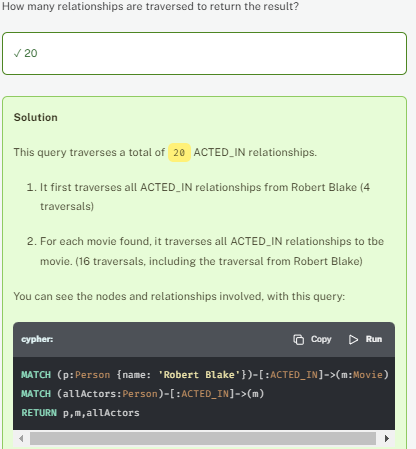 How many relationships are traversed to return the result?
✓ 20
Solution
This query traverses a total of 20 ACTED_IN relationships.
1. It first traverses all ACTED_IN relationships from Robert Blake (4
traversals)
2. For each movie found, it traverses all ACTED_IN relationships to tbe
movie. (16 traversals, including the traversal from Robert Blake)
You can see the nodes and relationships involved, with this query:
cypher: Copy Run
MATCH (p:Person {name: 'Robert Blake'})-[:ACTED_IN]->(m:Movie)
MATCH (allActors:Person)-[:ACTED_IN]->(m)
RETURN p,m,allActors